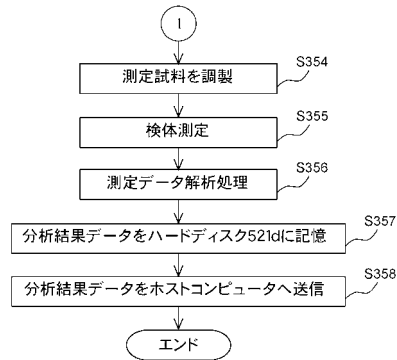 1
測定試料を調製
S354
検体測定
S355
測定データ解析処理
S356
分析結果データをハードディスク521dに記憶
S357
分析結果データをホストコンピュータへ送信
S358
エンド